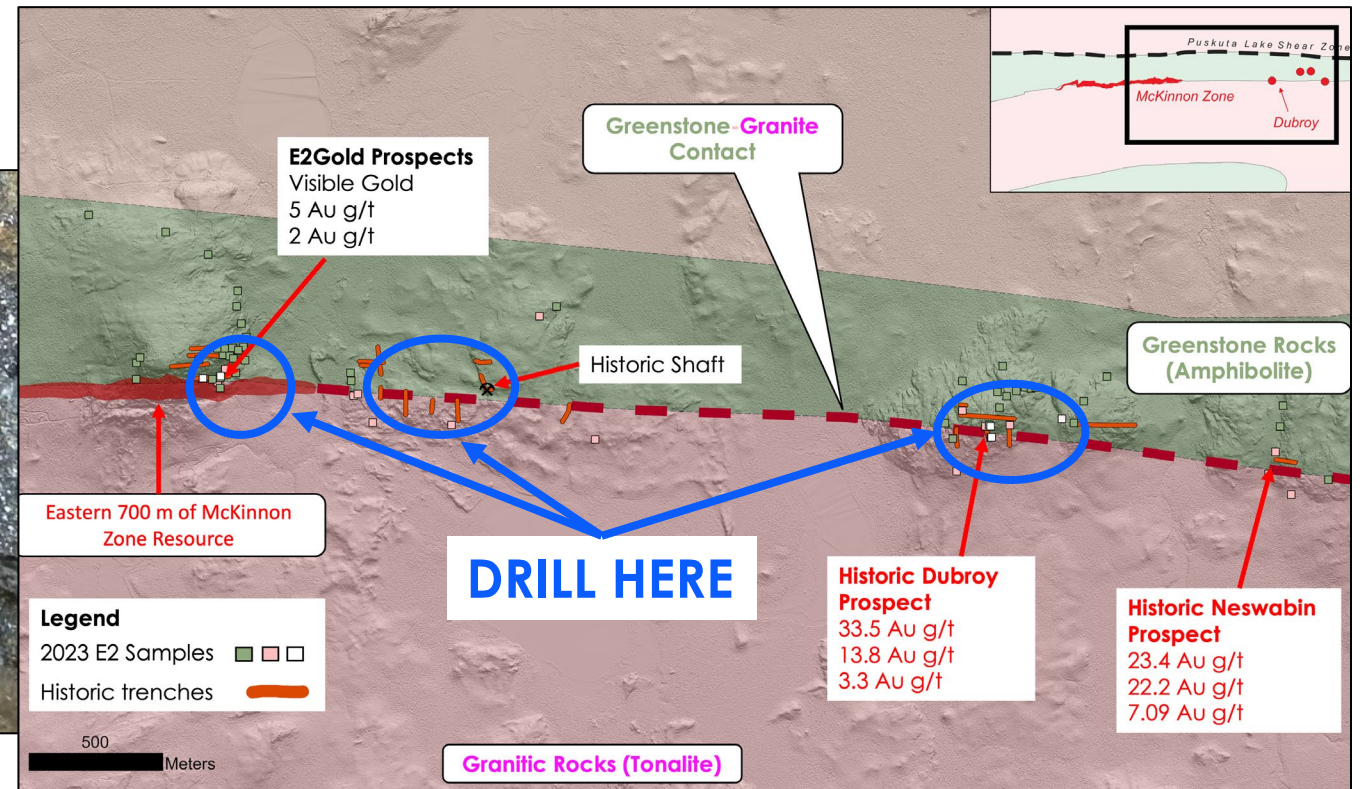 Puskuta Lake Shear Zone
McKinnon Zone
Dubroy
Greenstone-Granite
Contact
E2Gold Prospects
Visible Gold
5 Au g/t
2 Au g/t
Historic Shaft
Greenstone Rocks
(Amphibolite)
Eastern 700 m of McKinnon
Zone Resource
DRILL HERE
Historic Dubroy
Prospect
33.5 Au g/t
13.8 Au g/t
3.3 Au g/t
Historic Neswabin
Prospect
23.4 Au g/t
22.2 Au g/t
7.09 Au g/t
Legend
2023 E2 Samples
Historic trenches
500
Meters
Granitic Rocks (Tonalite)